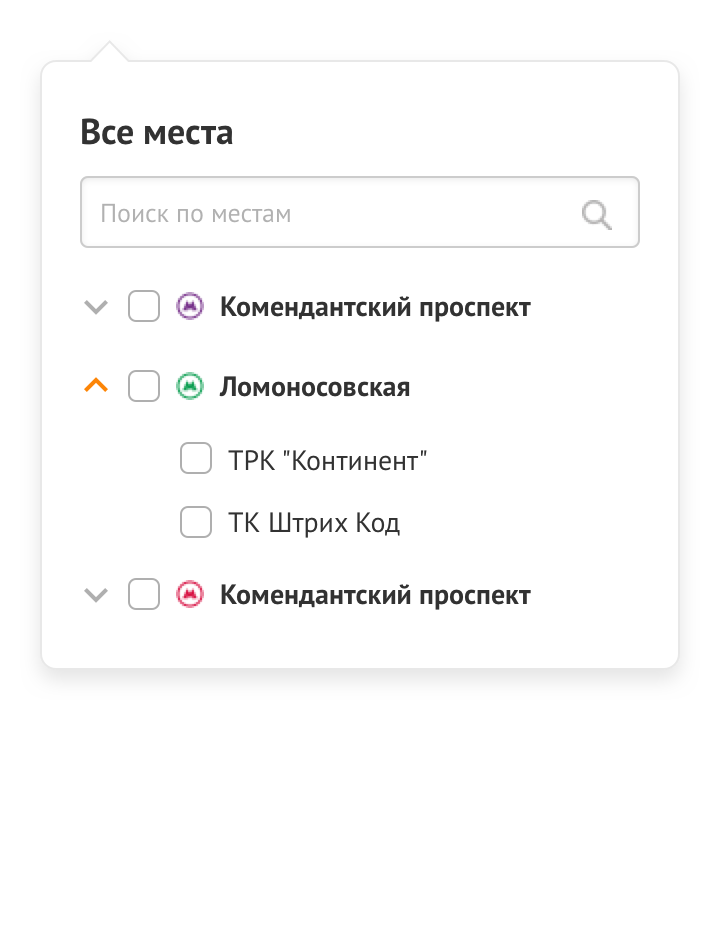 Все места
Поиск по местам
Комендантский проспект
Ломоносовская
ТРК "Континент"
ТК Штрих Код
Комендантский проспект